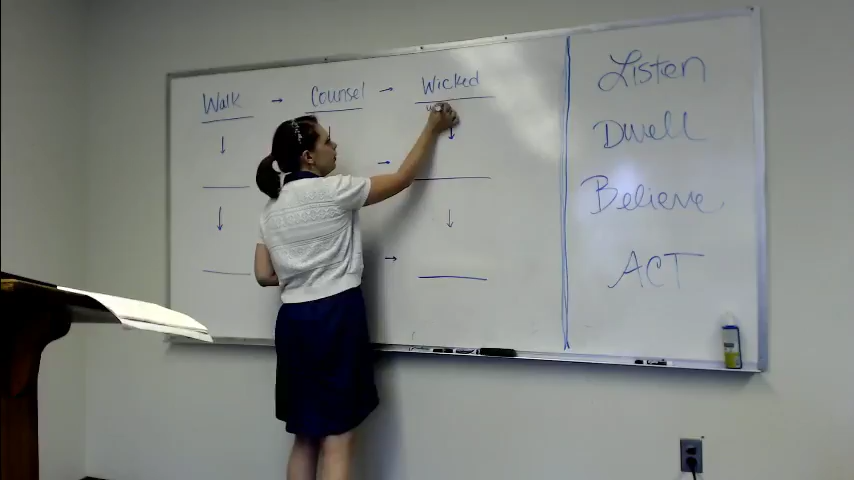 Walk → Counsel → Wicked
Listen
Dwell
Believe
ACT